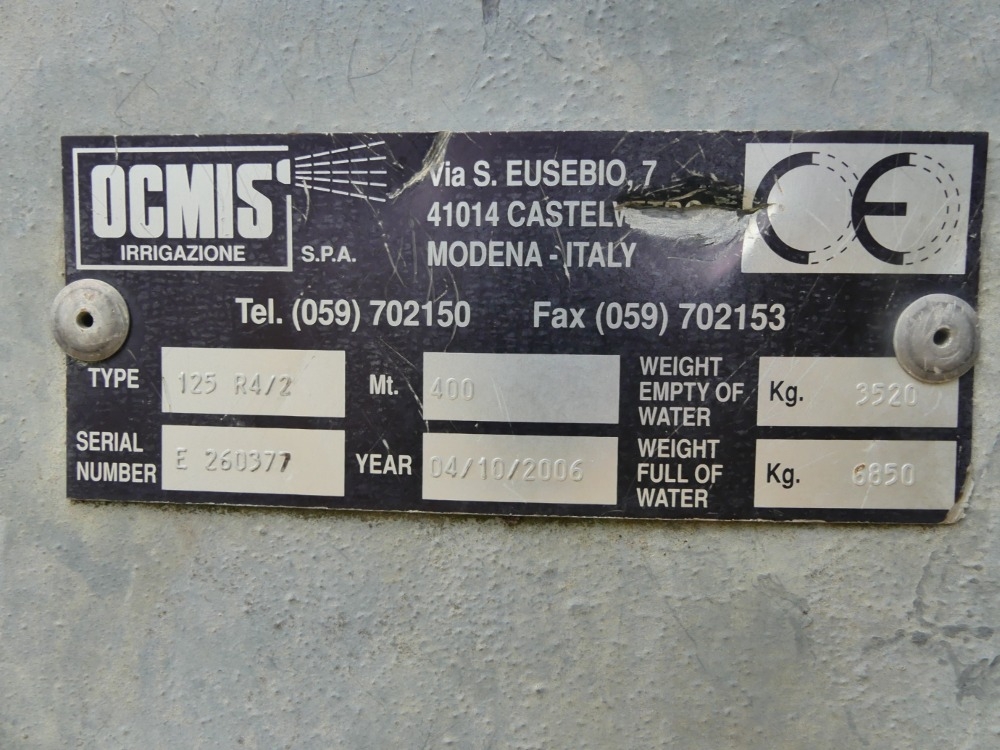 OCMIS
IRRIGAZIONE
S.P.A.
Via S. EUSEBIO, 7
41014
MODENA - ITALY
CE
Tel. (059) 702150 Fax (059) 702153
TYPE 125 R4/2
Mt. 400
WEIGHT EMPTY OF WATER Kg. 3520
SERIAL NUMBER E 260377
YEAR 04/10/2006
WEIGHT FULL OF WATER Kg. 6850